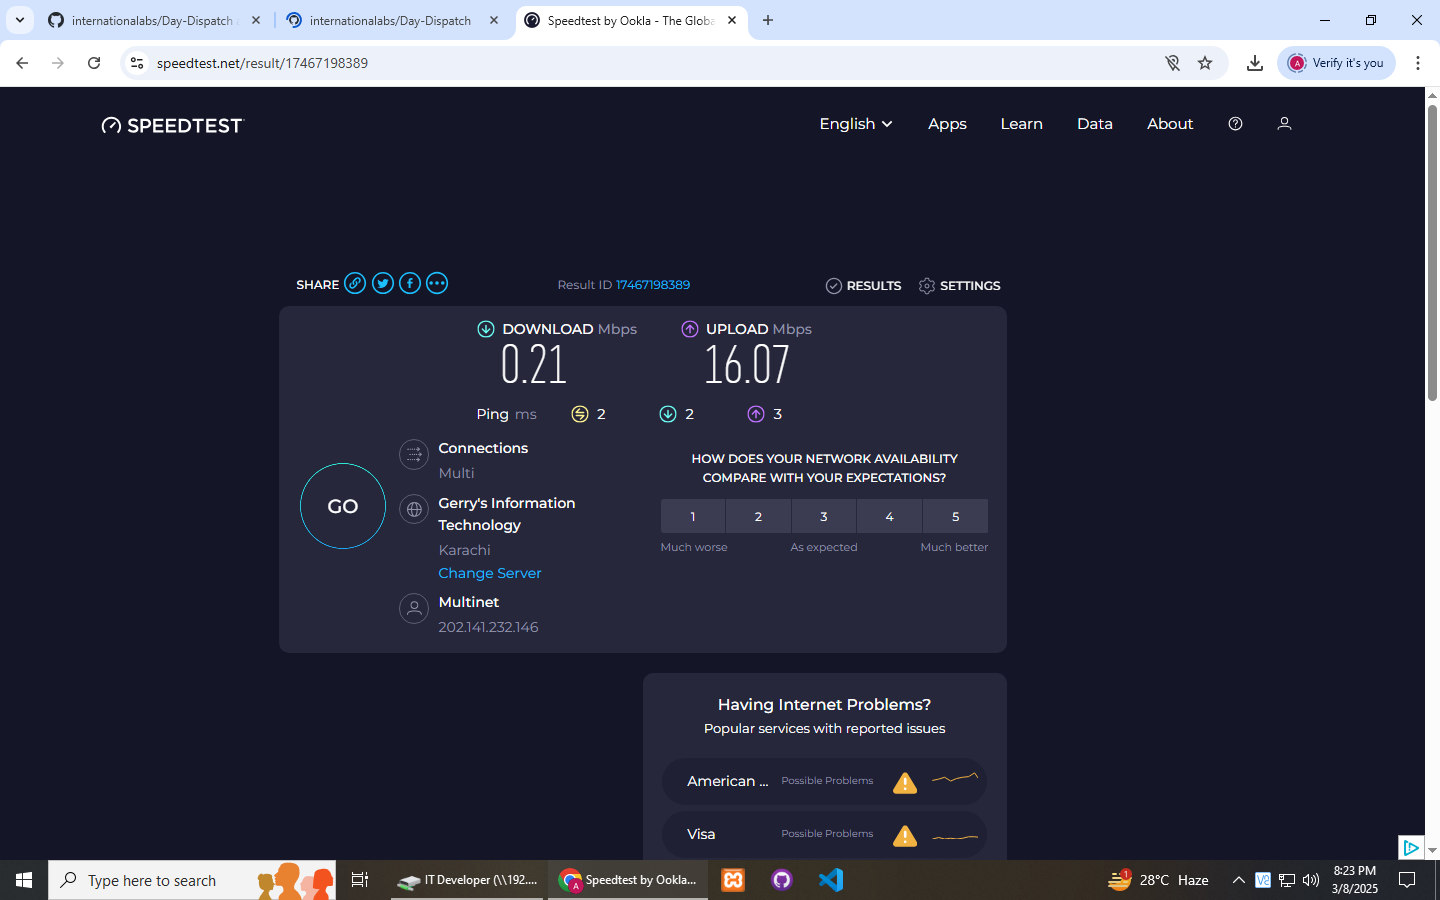 internationalabs/Day-Dispatch
internationalabs/Day-Dispatch
Speedtest by Ookla - The Globa
speedtest.net/result/17467198389
A
Verify it's you
SPEEDTEST
English
Apps
Learn
Data
About
SHARE
Result ID 17467198389
RESULTS
SETTINGS
DOWNLOAD Mbps
UPLOAD Mbps
0.21
16.07
Ping ms
2
2
3
Connections
Multi
GO
Gerry's Information
Technology
Karachi
Change Server
Multinet
202.141.232.146
HOW DOES YOUR NETWORK AVAILABILITY
COMPARE WITH YOUR EXPECTATIONS?
1
2
3
4
5
Much worse
As expected
Much better
Having Internet Problems?
Popular services with reported issues
American ...
Possible Problems
Visa
Possible Problems
Type here to search
IT Developer (\\192....
A
Speedtest by Ookla...
1
28°C Haze
8:23 PM
3/8/2025